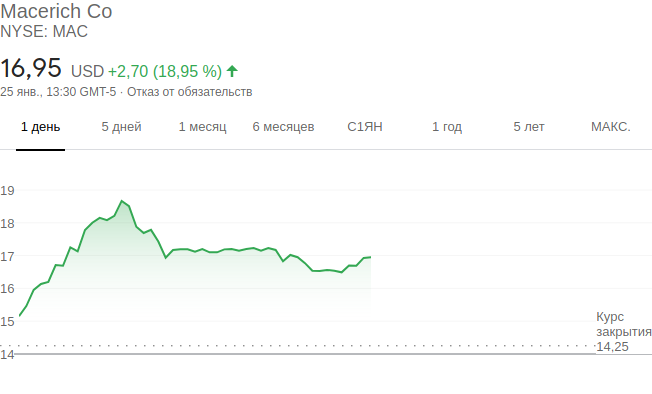 Macerich Co
NYSE: MAC
16,95 USD +2,70 (18,95 %)
25 янв., 13:30 GMT-5 · Отказ от обязательств
1 день 5 дней 1 месяц 6 месяцев С1ЯН 1 год 5 лет МАКС.
19
18
17
16
15
14
Курс
закрытия
14,25